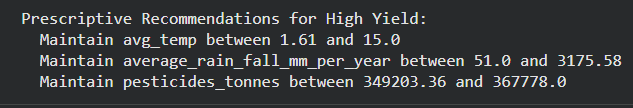 Prescriptive Recommendations for High Yield:
Maintain avg_temp between 1.61 and 15.0
Maintain average_rain_fall_mm_per_year between 51.0 and 3175.58
Maintain pesticides_tonnes between 349203.36 and 367778.0